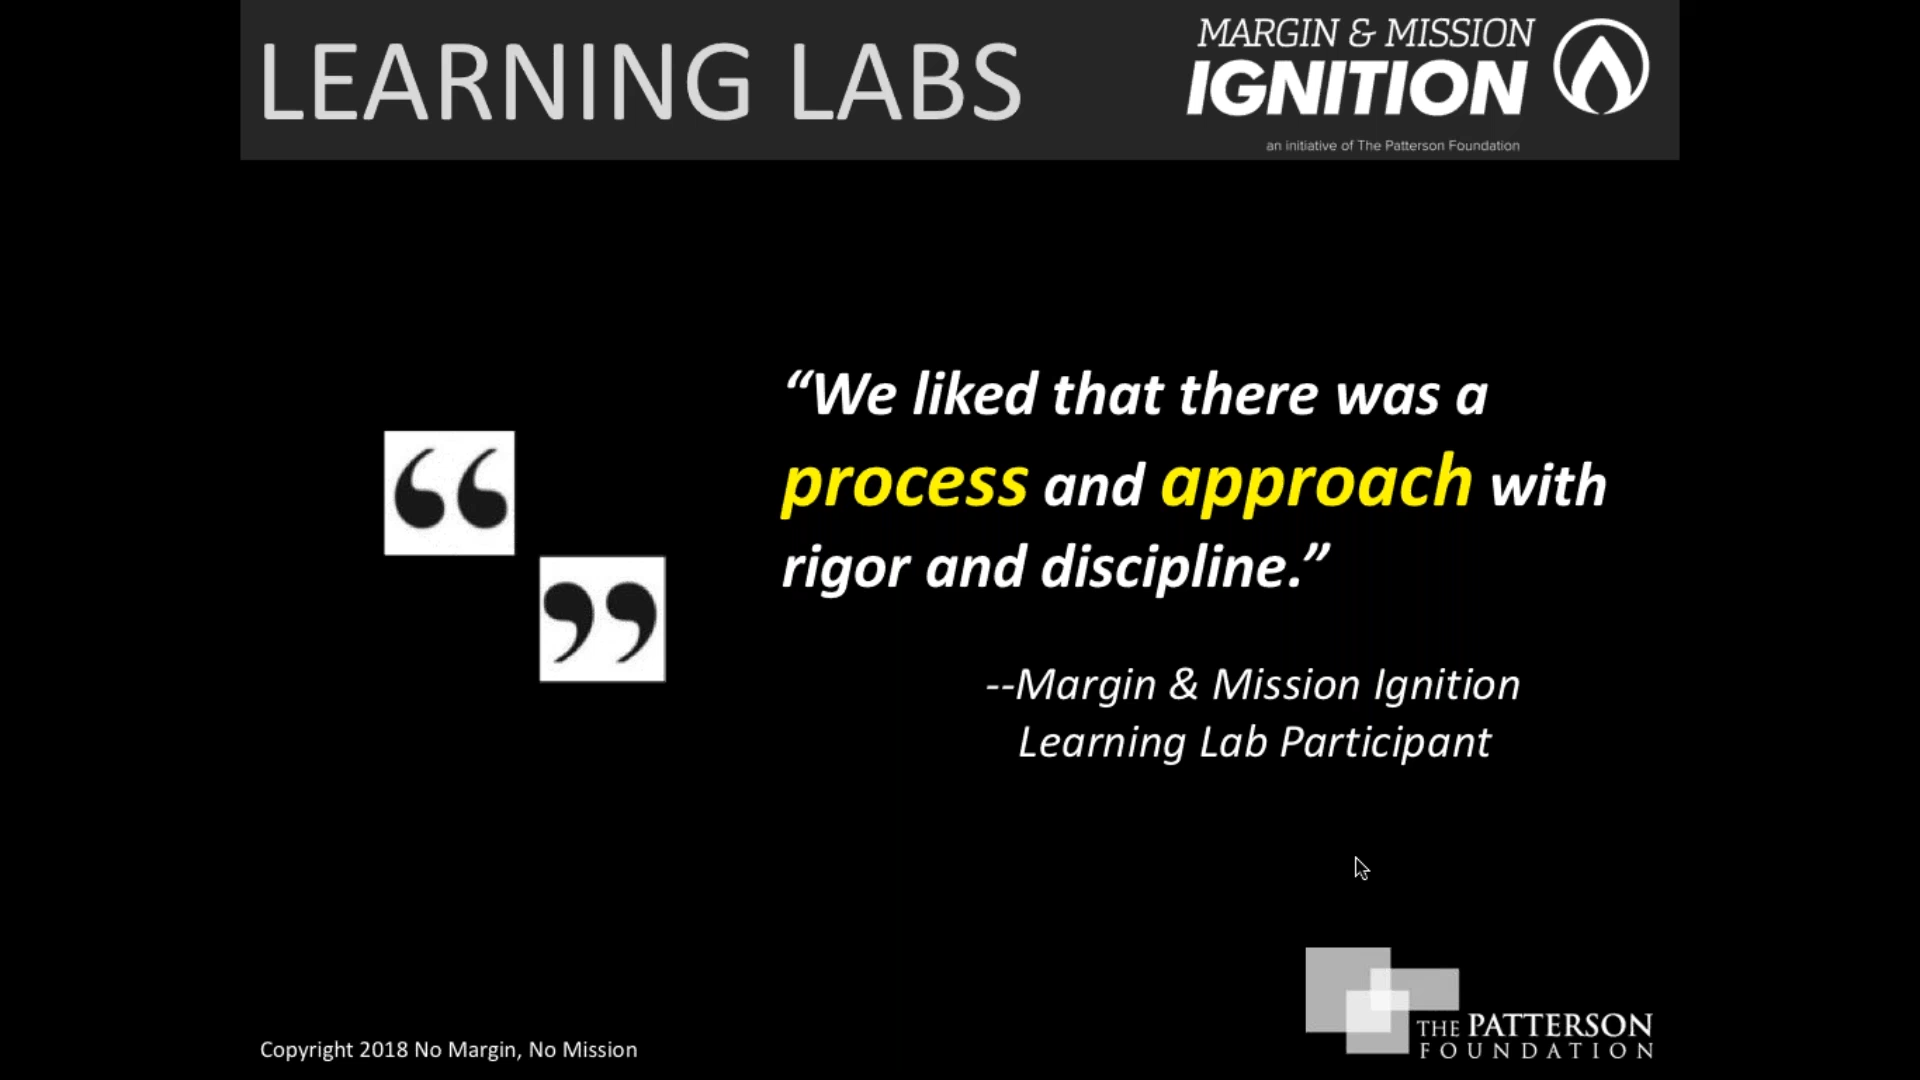 LEARNING LABS
MARGIN & MISSION
IGNITION
an initiative of The Patterson Foundation
“We liked that there was a
process and approach with
rigor and discipline.”
--Margin & Mission Ignition
Learning Lab Participant
THE PATTERSON
FOUNDATION
Copyright 2018 No Margin, No Mission